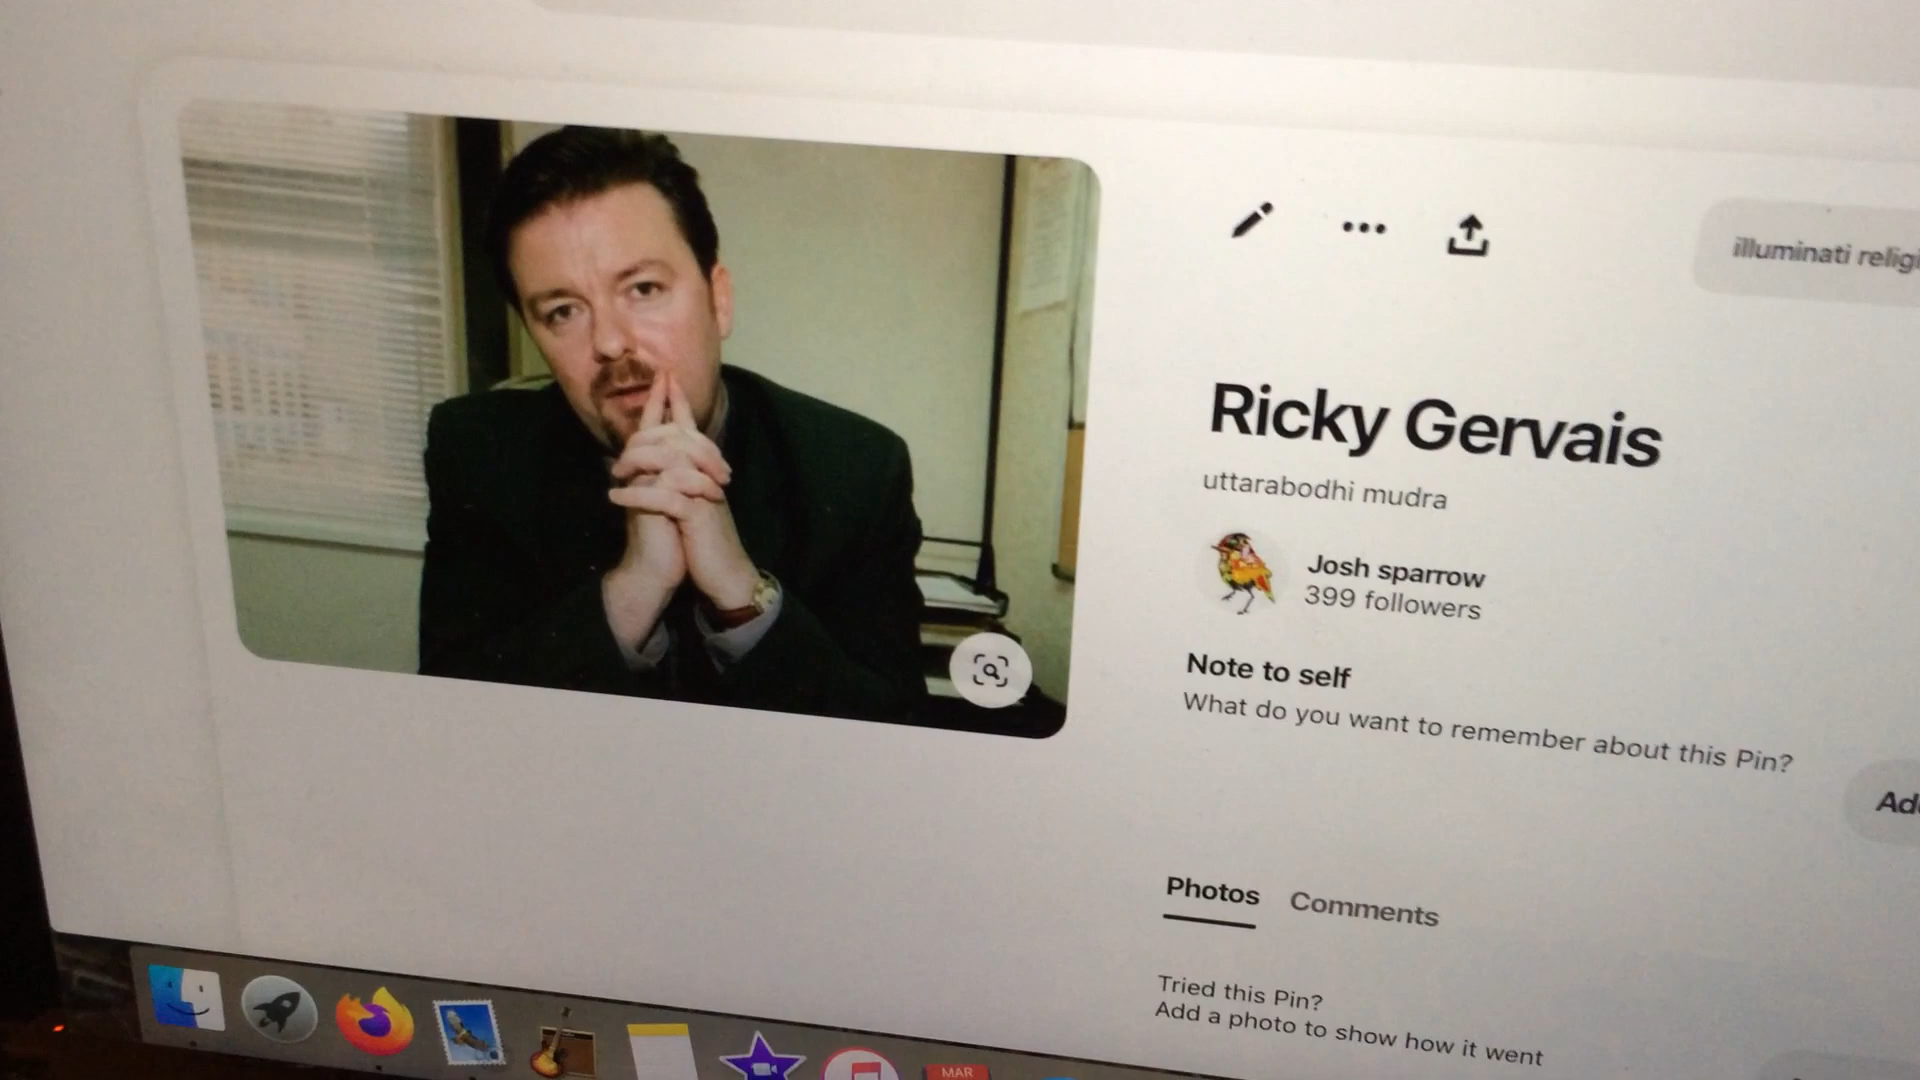 illuminati religi
Ricky Gervais
uttarabodhi mudra
Josh sparrow
399 followers
Note to self
What do you want to remember about this Pin?
Add
Photos
Comments
Tried this Pin?
Add a photo to show how it went
MAR